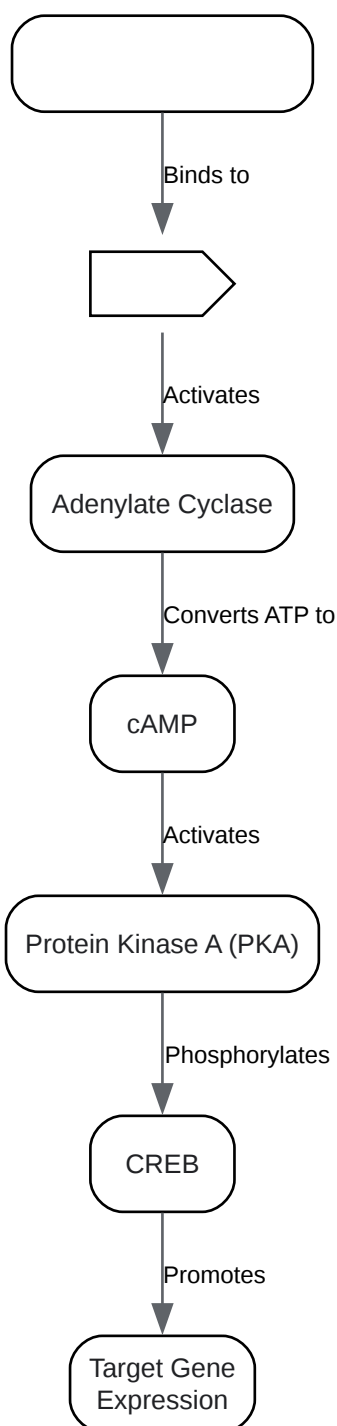 Binds to
Activates
Adenylate Cyclase
Converts ATP to
cAMP
Activates
Protein Kinase A (PKA)
Phosphorylates
CREB
Promotes
Target Gene
Expression